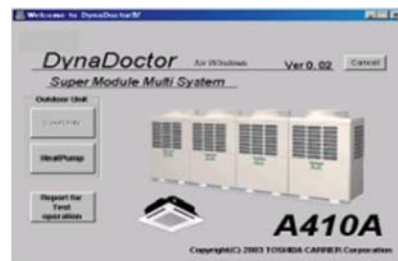 Welcome to DynaDoctorⅣ
DynaDoctor for Windows Ver 0.02 Cancel
Super Module Multi System
Outdoor Unit
HeatPump
Report for
Test
operation
A410A
Copyright(C) 2003 TOSHIBA CARRIER Corporation